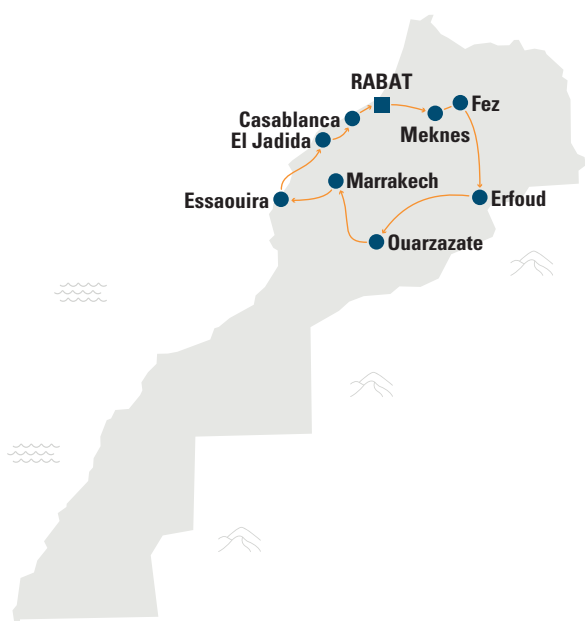 RABAT
Fez
Casablanca
Meknes
El Jadida
Marrakech
Essaouira
Erfoud
Ouarzazate